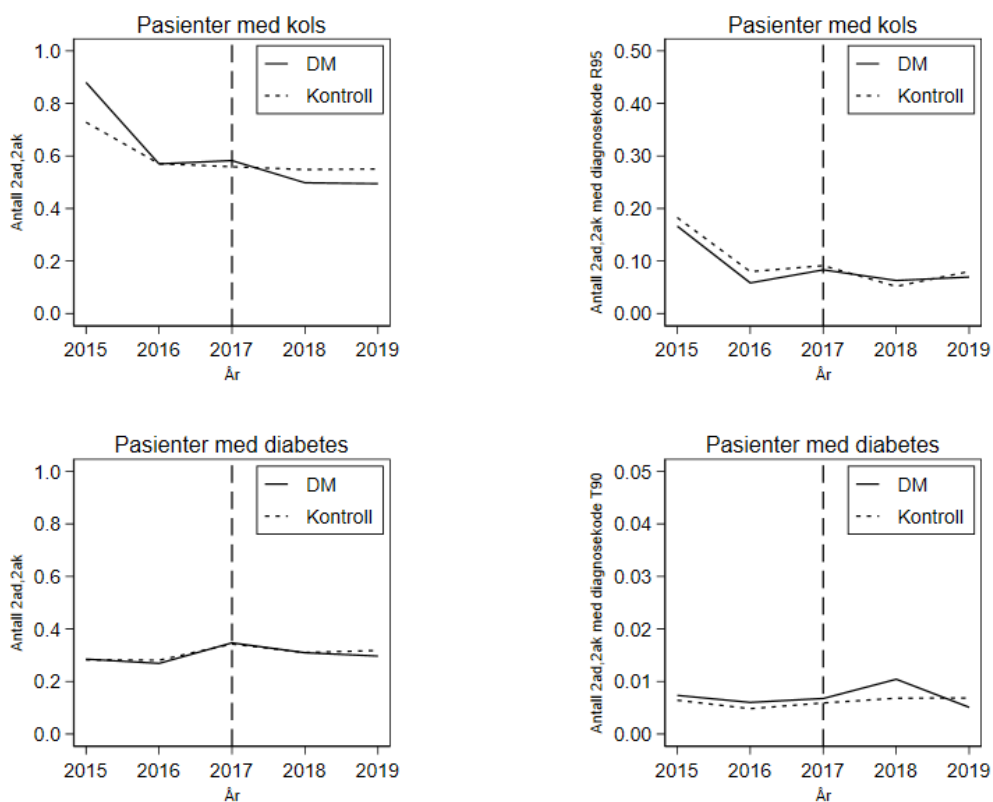 Pasienter med kols
1.0
0.8
0.6
0.4
0.2
0.0
Antall 2ad,2ak
DM
Kontroll
2015 2016 2017 2018 2019
År
Pasienter med kols
0.50
0.40
0.30
0.20
0.10
0.00
Antall 2ad,2ak med diagnosekode R95
DM
Kontroll
2015 2016 2017 2018 2019
År
Pasienter med diabetes
1.0
0.8
0.6
0.4
0.2
0.0
Antall 2ad,2ak
DM
Kontroll
2015 2016 2017 2018 2019
År
Pasienter med diabetes
0.05
0.04
0.03
0.02
0.01
0.00
Antall 2ad,2ak med diagnosekode T90
DM
Kontroll
2015 2016 2017 2018 2019
År